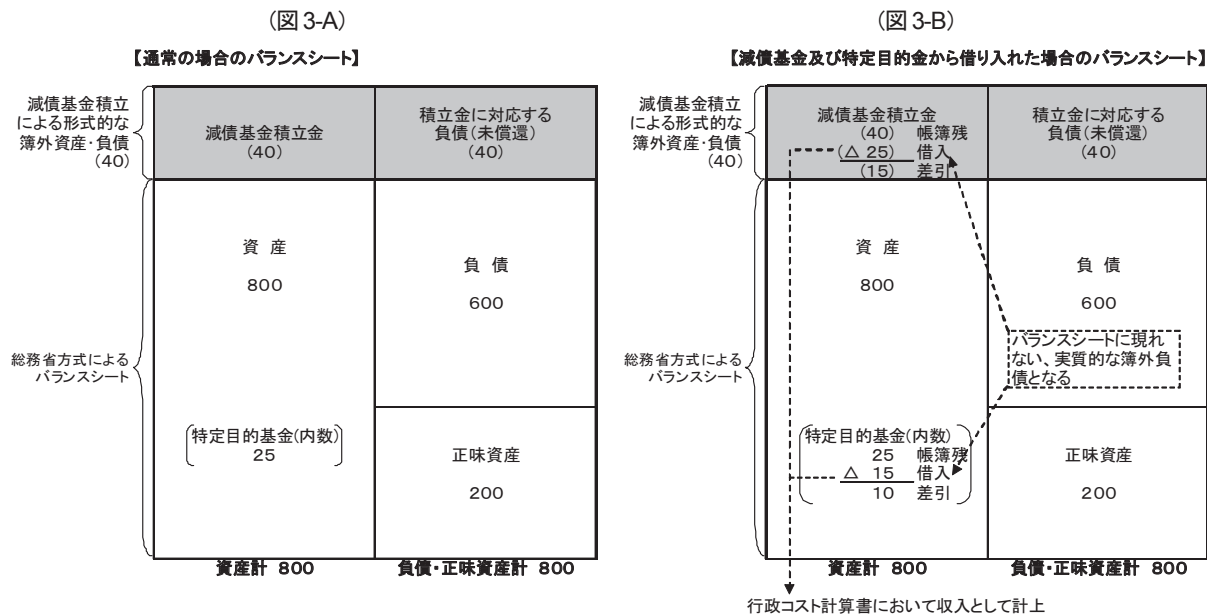 (図 3-A)
【通常の場合のバランスシート】
減債基金積立
による形式的な
簿外資産・負債
(40)
減債基金積立金
(40)
積立金に対応する
負債(未償還)
(40)
総務省方式による
バランスシート
資 産
800
負 債
600
特定目的基金(内数)
25
正味資産
200
資産計 800
負債・正味資産計 800
(図 3-B)
【減債基金及び特定目的金から借り入れた場合のバランスシート】
減債基金積立
による形式的な
簿外資産・負債
(40)
減債基金積立金
(40) 帳簿残
(△ 25) 借入
(15) 差引
積立金に対応する
負債(未償還)
(40)
総務省方式による
バランスシート
資 産
800
負 債
600
バランスシートに現れ
ない、実質的な簿外負
債となる
特定目的基金(内数)
25 帳簿残
△ 15 借入
10 差引
正味資産
200
資産計 800
負債・正味資産計 800
行政コスト計算書において収入として計上